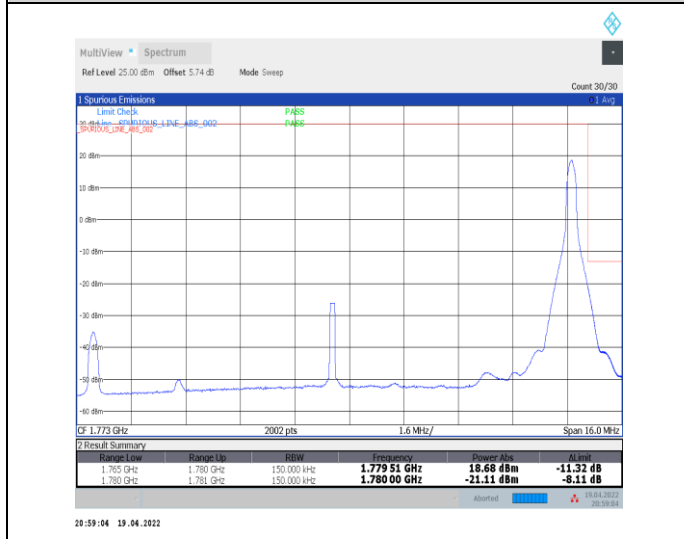 MultiView
Spectrum
Ref Level 25.00 dBm Offset 5.74 dB Mode Sweep
Count 30/30
1 Spurious Emissions
1 Avg
Limit Check PASS
Line _SPURIOUS_LINE_ABS_002 PASS
_SPURIOUS_LINE_ABS_002
20 dBm
10 dBm
0 dBm
-10 dBm
-20 dBm
-30 dBm
-40 dBm
-50 dBm
-60 dBm
CF 1.773 GHz 2002 pts 1.6 MHz/ Span 16.0 MHz
2 Result Summary
Range Low Range Up RBW Frequency Power Abs ΔLimit
1.765 GHz 1.780 GHz 150.000 kHz 1.779 51 GHz 18.68 dBm -11.32 dB
1.780 GHz 1.781 GHz 150.000 kHz 1.780 00 GHz -21.11 dBm -8.11 dB
Aborted
19.04.2022
20:59:04
20:59:04 19.04.2022